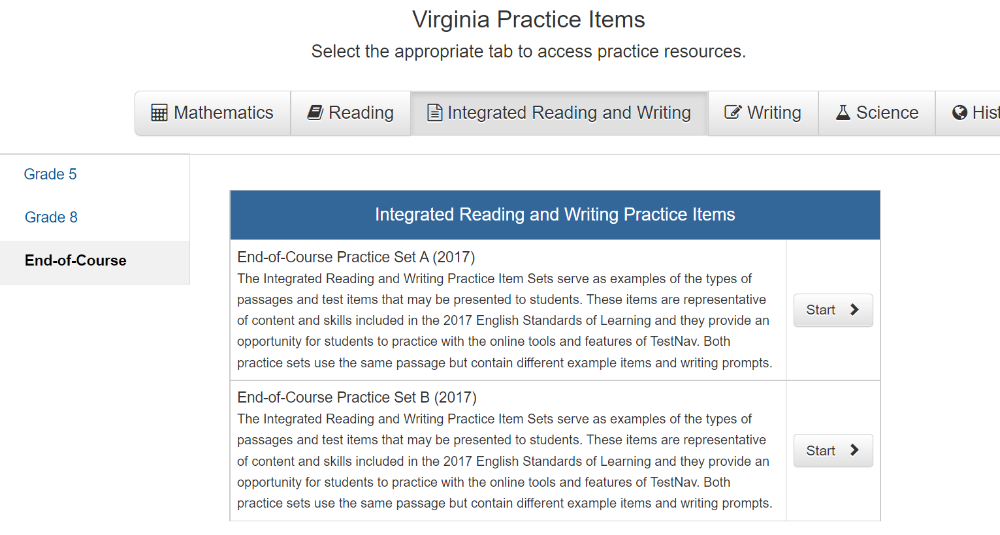 Virginia Practice Items
Select the appropriate tab to access practice resources.
Mathematics
Reading
Integrated Reading and Writing
Writing
Science
Hist
Grade 5
Grade 8
End-of-Course
Integrated Reading and Writing Practice Items
End-of-Course Practice Set A (2017)
The Integrated Reading and Writing Practice Item Sets serve as examples of the types of
passages and test items that may be presented to students. These items are representative
of content and skills included in the 2017 English Standards of Learning and they provide an
opportunity for students to practice with the online tools and features of TestNav. Both
practice sets use the same passage but contain different example items and writing prompts.
Start
End-of-Course Practice Set B (2017)
The Integrated Reading and Writing Practice Item Sets serve as examples of the types of
passages and test items that may be presented to students. These items are representative
of content and skills included in the 2017 English Standards of Learning and they provide an
opportunity for students to practice with the online tools and features of TestNav. Both
practice sets use the same passage but contain different example items and writing prompts.
Start